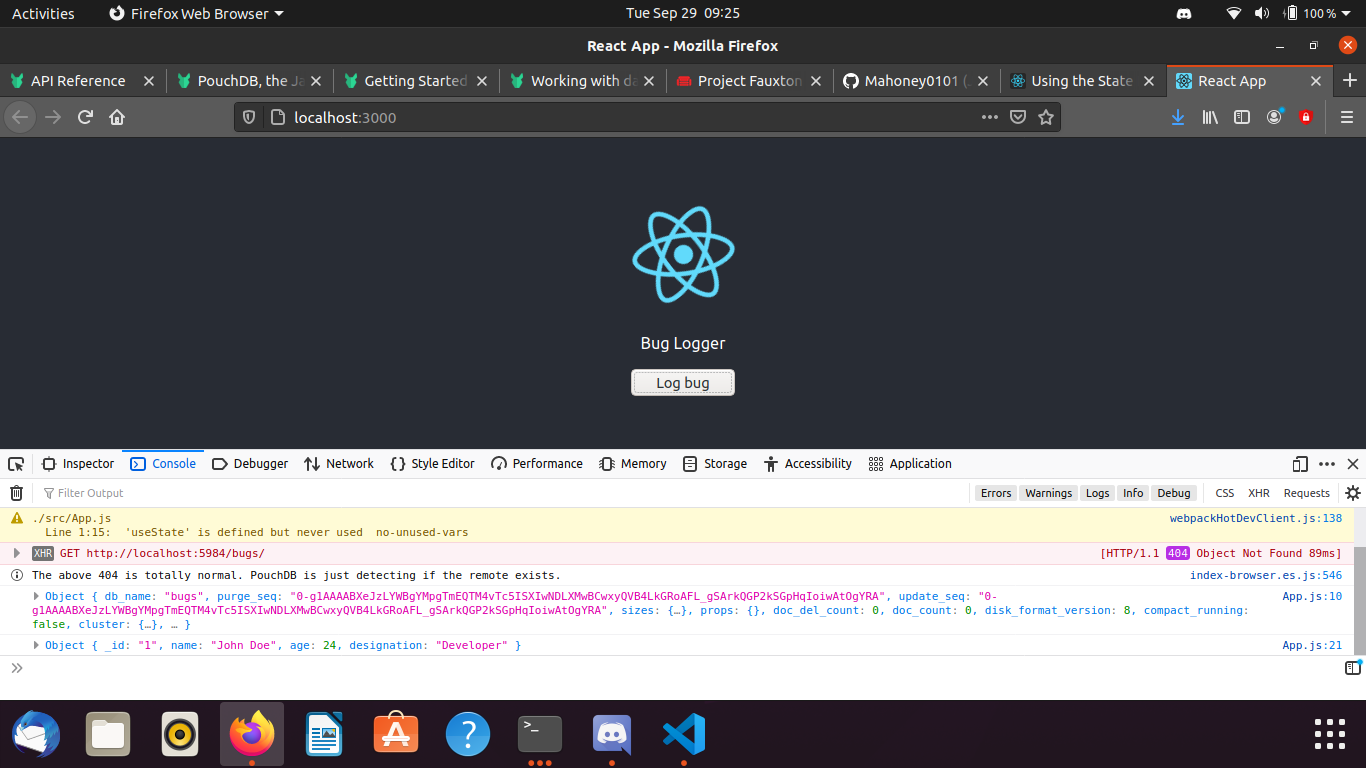 Activities Firefox Web Browser Tue Sep 29 09:25 100 %
React App - Mozilla Firefox
API Reference PouchDB, the Ja Getting Started Working with da Project Fauxton Mahoney0101 (J Using the State React App
localhost:3000
Bug Logger
Log bug
Inspector Console Debugger Network Style Editor Performance Memory Storage Accessibility Application
Filter Output Errors Warnings Logs Info Debug CSS XHR Requests
./src/App.js webpackHotDevClient.js:138
Line 1:15: 'useState' is defined but never used no-unused-vars
XHR GET http://localhost:5984/bugs/ [HTTP/1.1 404 Object Not Found 89ms]
The above 404 is totally normal. PouchDB is just detecting if the remote exists. index-browser.es.js:546
Object { db_name: "bugs", purge_seq: "0-g1AAAABXeJzLYWBgYMpgTmEQTM4vTc5ISXIwNDLXMwBCwxyQVB4LkGRoAFL_gSArkQGP2kSGpHqIoiwAtOgYRA", update_seq: "0- App.js:10
g1AAAABXeJzLYWBgYMpgTmEQTM4vTc5ISXIwNDLXMwBCwxyQVB4LkGRoAFL_gSArkQGP2kSGpHqIoiwAtOgYRA", sizes: {…}, props: {}, doc_del_count: 0, doc_count: 0, disk_format_version: 8, compact_running:
false, cluster: {…}, … }
Object { _id: "1", name: "John Doe", age: 24, designation: "Developer" } App.js:21